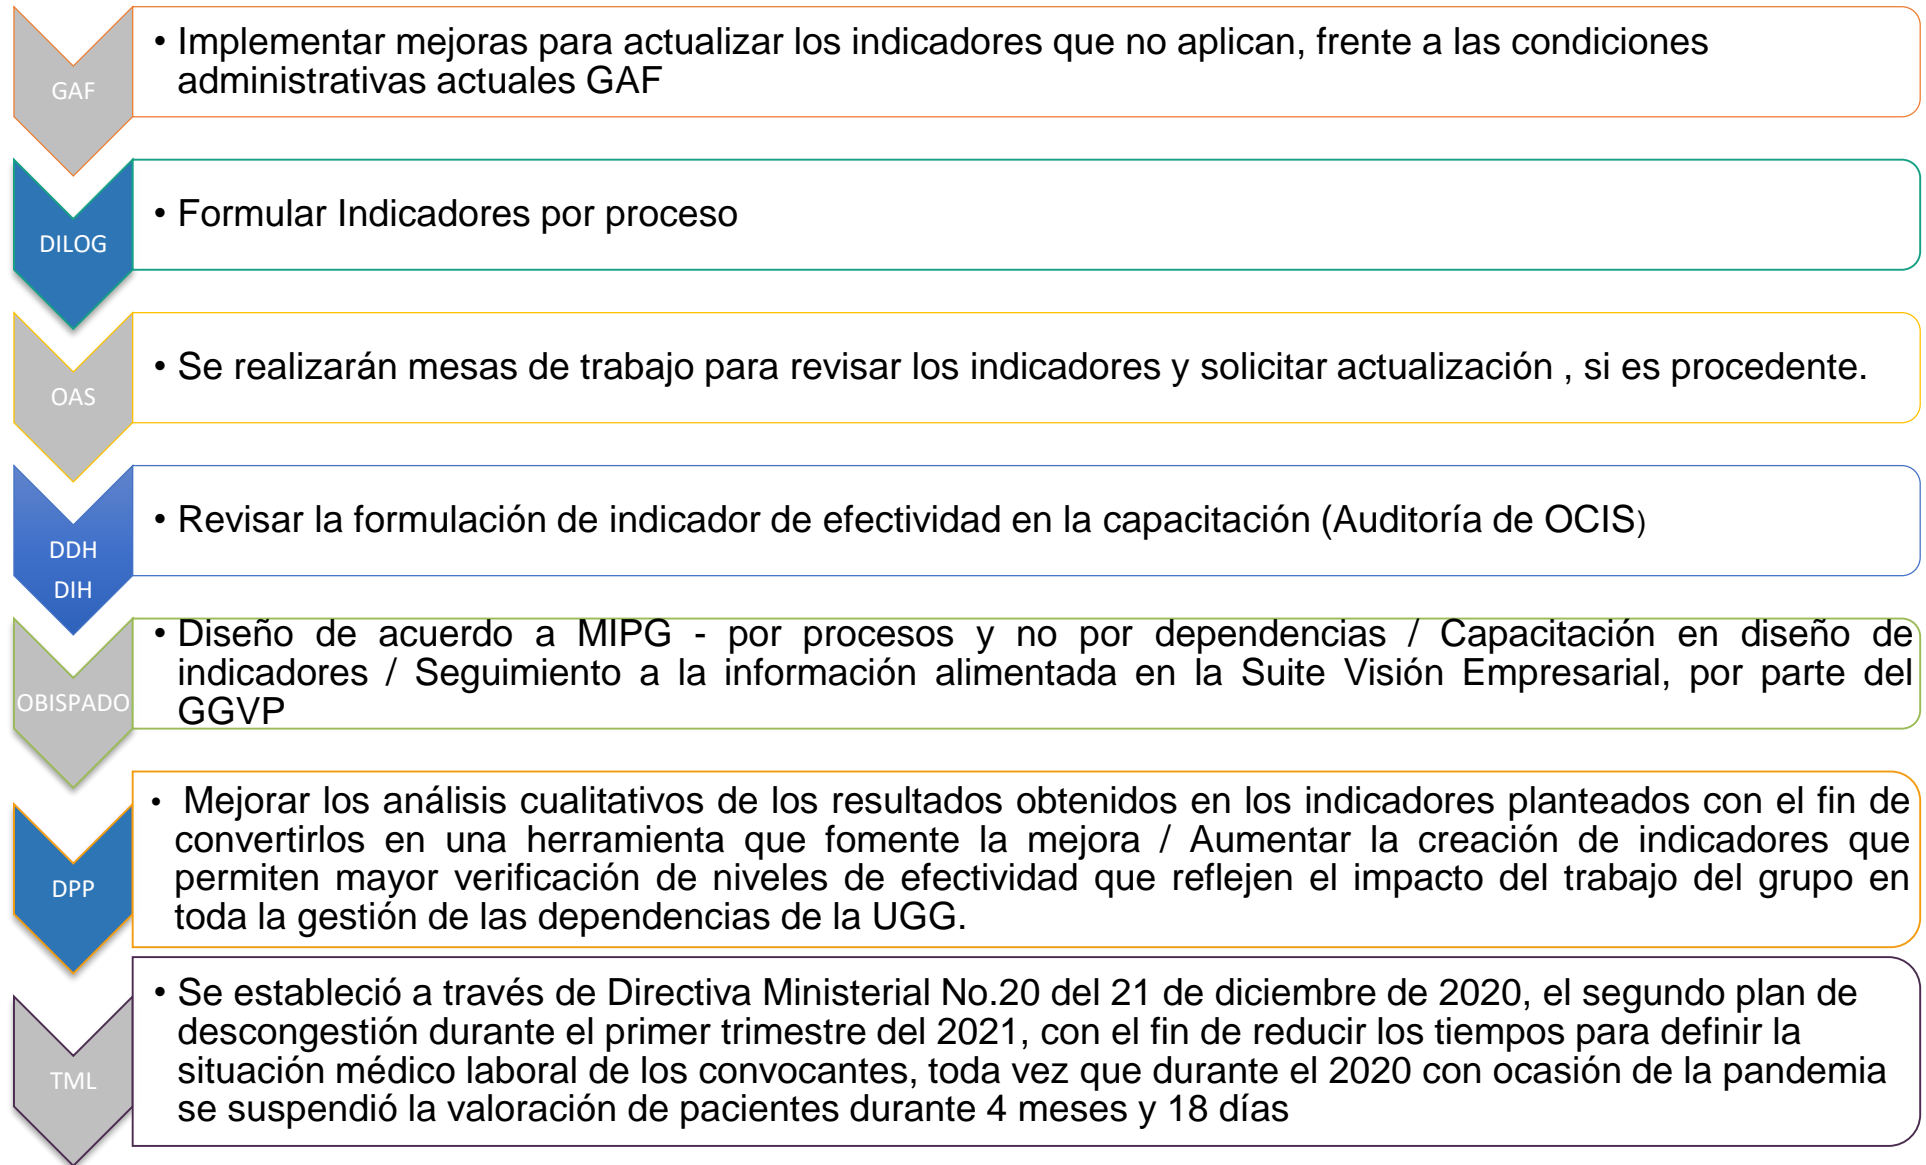 GAF
• Implementar mejoras para actualizar los indicadores que no aplican, frente a las condiciones
administrativas actuales GAF
DILOG
• Formular Indicadores por proceso
OAS
• Se realizarán mesas de trabajo para revisar los indicadores y solicitar actualización , si es procedente.
DDH
DIH
• Revisar la formulación de indicador de efectividad en la capacitación (Auditoría de OCIS)
OBISPADO
• Diseño de acuerdo a MIPG - por procesos y no por dependencias / Capacitación en diseño de
indicadores / Seguimiento a la información alimentada en la Suite Visión Empresarial, por parte del
GGVP
DPP
• Mejorar los análisis cualitativos de los resultados obtenidos en los indicadores planteados con el fin de
convertirlos en una herramienta que fomente la mejora / Aumentar la creación de indicadores que
permiten mayor verificación de niveles de efectividad que reflejen el impacto del trabajo del grupo en
toda la gestión de las dependencias de la UGG.
TML
• Se estableció a través de Directiva Ministerial No.20 del 21 de diciembre de 2020, el segundo plan de
descongestión durante el primer trimestre del 2021, con el fin de reducir los tiempos para definir la
situación médico laboral de los convocantes, toda vez que durante el 2020 con ocasión de la pandemia
se suspendió la valoración de pacientes durante 4 meses y 18 días